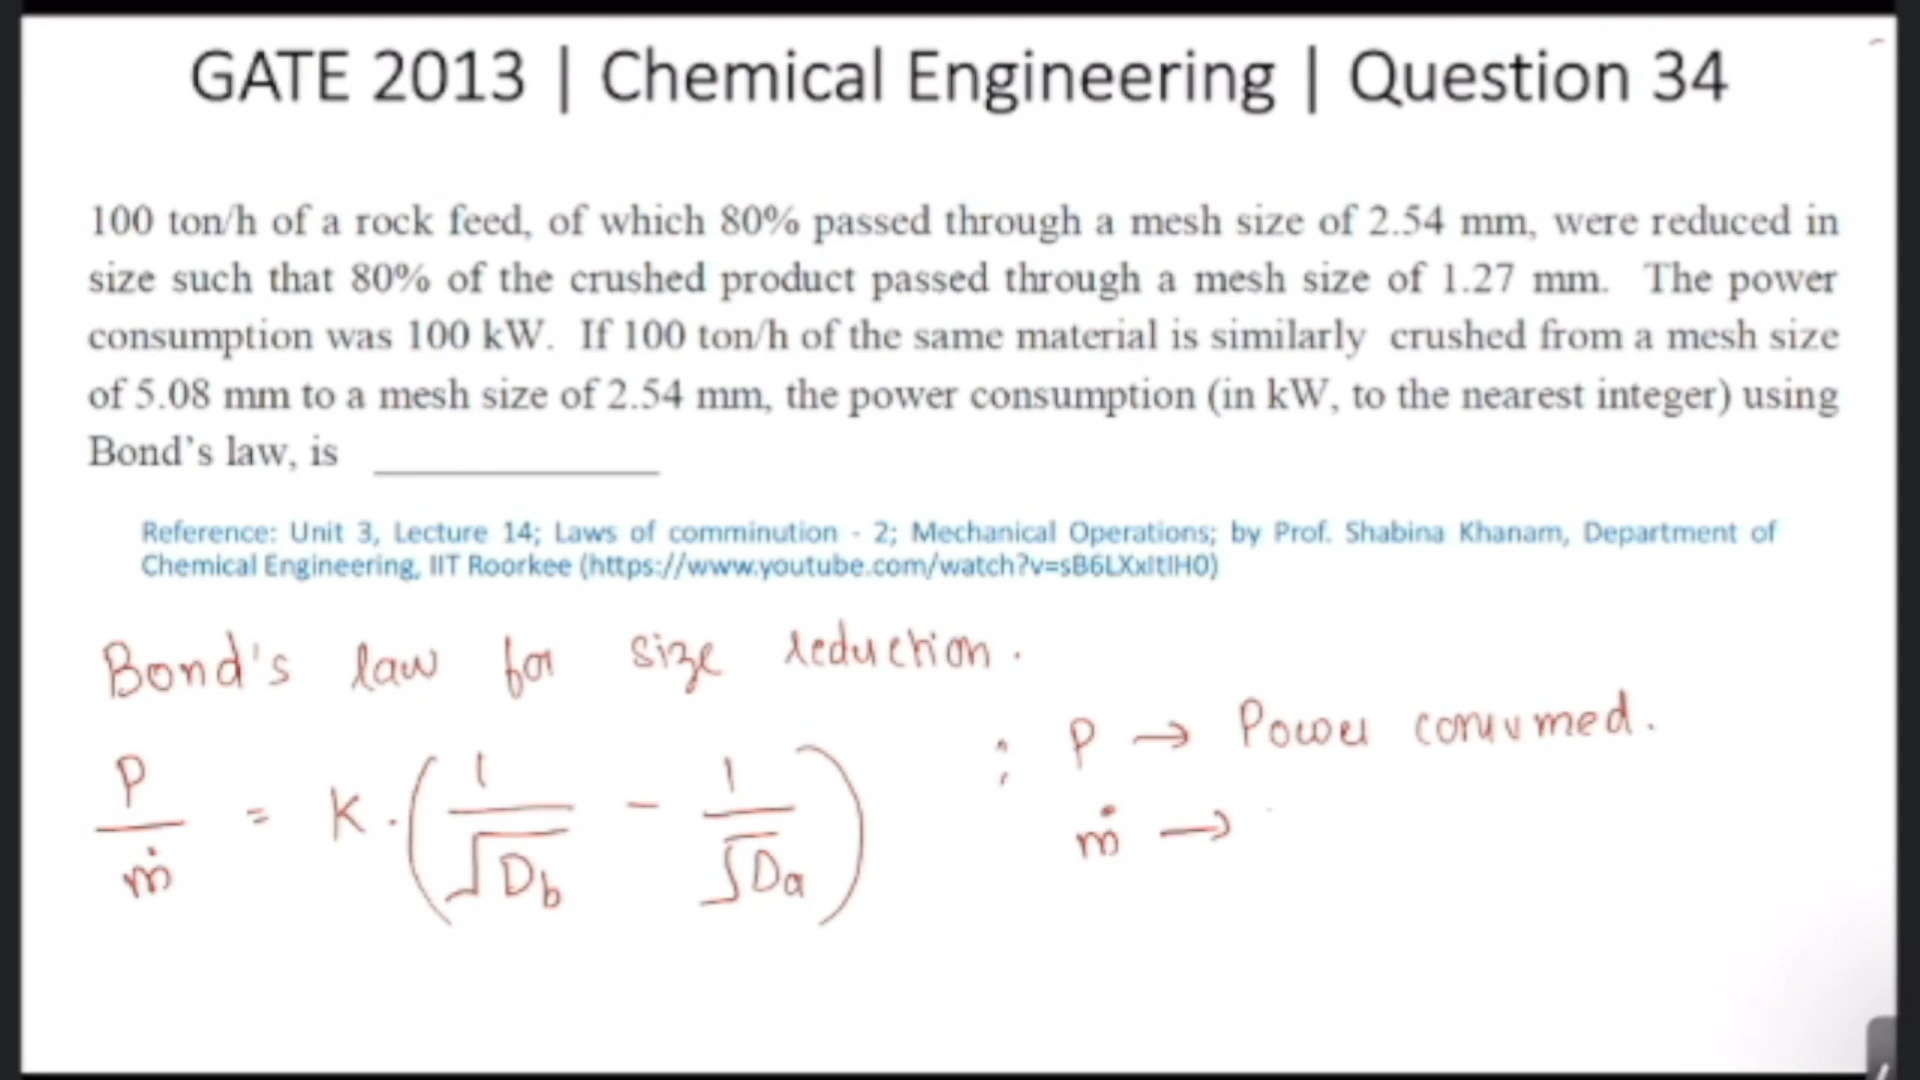 GATE 2013 | Chemical Engineering | Question 34
100 ton/h of a rock feed, of which 80% passed through a mesh size of 2.54 mm, were reduced in
size such that 80% of the crushed product passed through a mesh size of 1.27 mm. The power
consumption was 100 kW. If 100 ton/h of the same material is similarly crushed from a mesh size
of 5.08 mm to a mesh size of 2.54 mm, the power consumption (in kW, to the nearest integer) using
Bond's law, is ____________
Reference: Unit 3, Lecture 14; Laws of comminution - 2; Mechanical Operations; by Prof. Shabina Khanam, Department of
Chemical Engineering, IIT Roorkee (https://www.youtube.com/watch?v=sB6LXxItIH0)
Bond's law for size reduction.
P/ṁ = K.(1/√Db - 1/√Da) ; P → Power consumed.
ṁ →